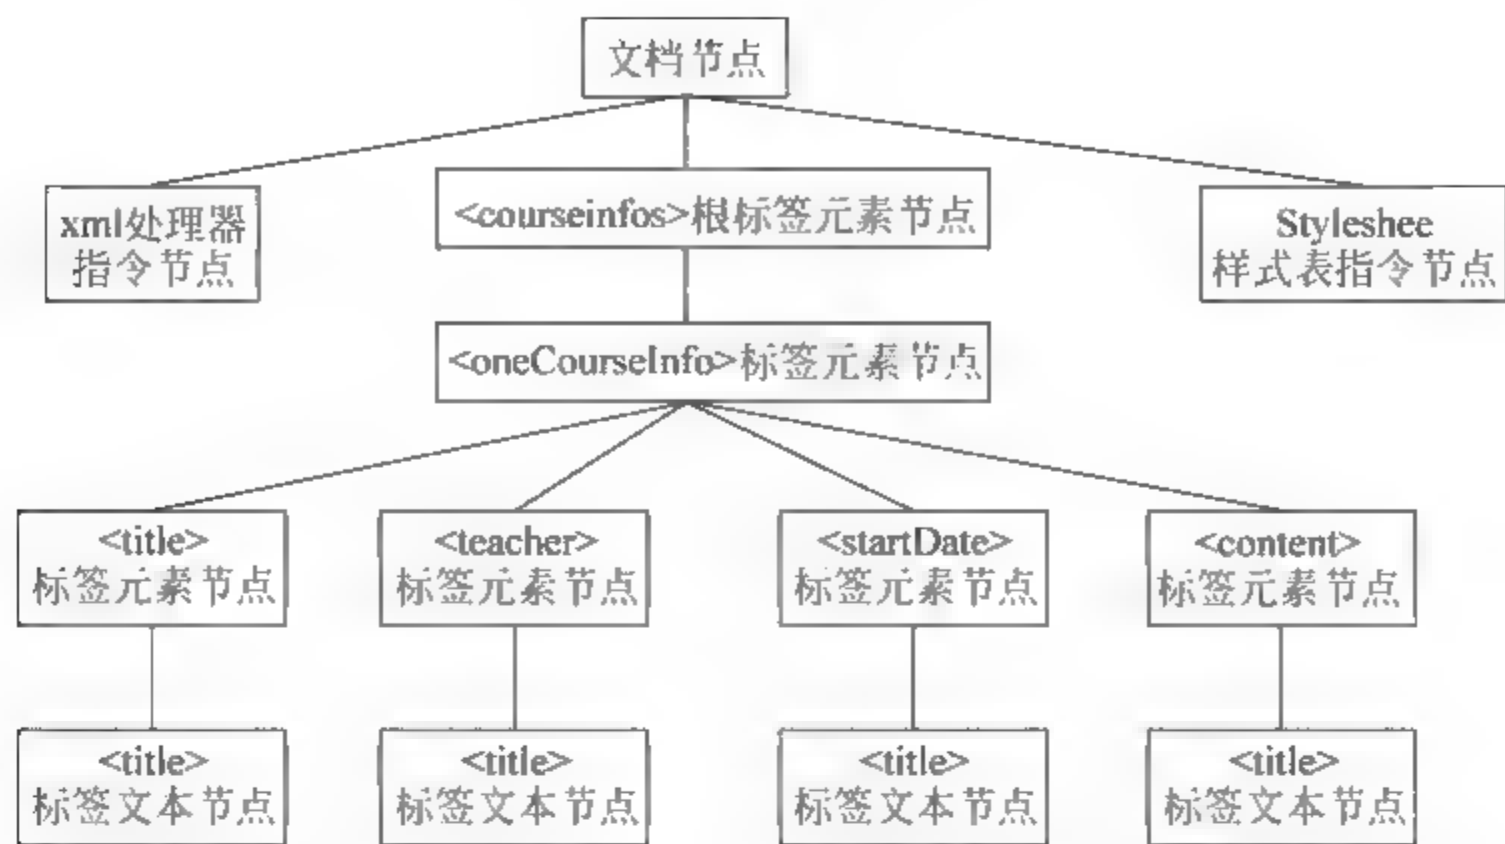 文档节点
xml处理器
指令节点
<courseinfos>根标签元素节点
Styleshee
样式表指令节点
<oneCourseInfo>标签元素节点
<title>
标签元素节点
<teacher>
标签元素节点
<startDate>
标签元素节点
<content>
标签元素节点
<title>
标签文本节点
<title>
标签文本节点
<title>
标签文本节点
<title>
标签文本节点